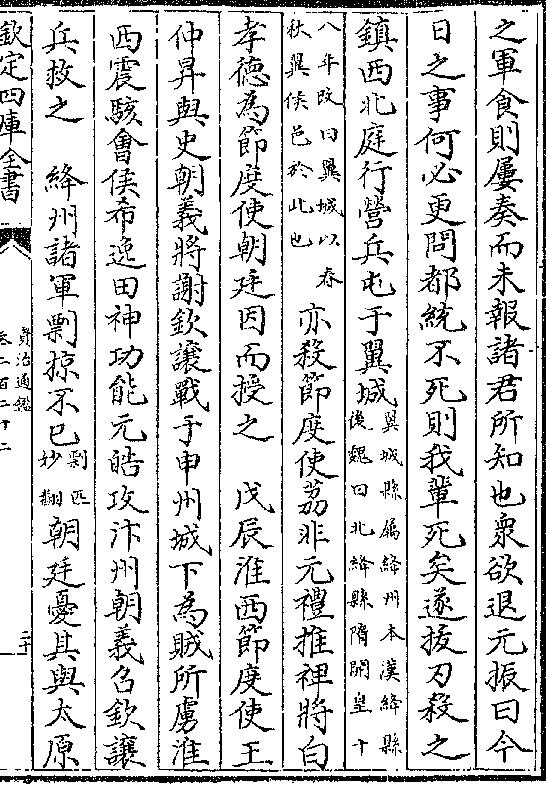 之軍食則屢奏而未報諸君所知也衆欲退元振曰今
日之事何必更問都統不死則我輩死矣遂拔刃殺之
鎮西北庭行營兵屯于翼城翼城縣屬絳州本漢絳縣後魏曰北絳縣隋開皇十
八年改曰翼城以春秋翼侯邑於此也亦殺節度使荔非元禮推裨將白
孝德為節度使朝廷因而授之 戊辰淮西節度使王
仲昇與史朝義將謝欽讓戰于申州城下為賊所虜淮
西震駭會侯希逸田神功能元皓攻汴州朝義召欽讓
兵救之 絳州諸軍剽掠不已剽匹妙翻朝廷憂其與太原
欽定四庫全書
資治通鑑
卷二百二十二
二十